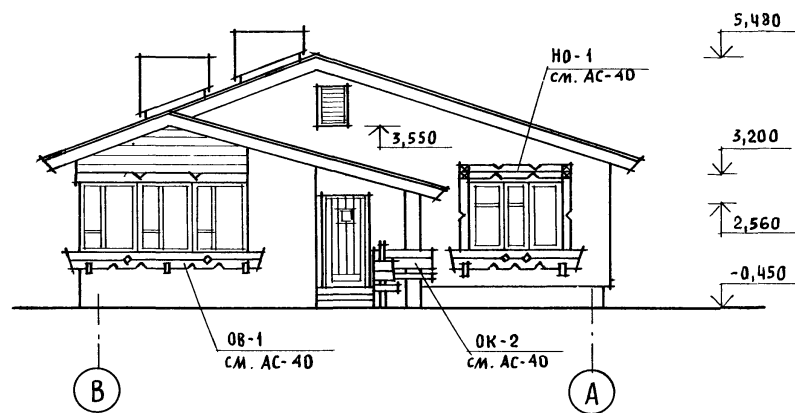 5,480
НО-1
см. АС-40
3,550
3,200
2,560
-0,450
ОВ-1
см. АС-40
ОК-2
см. АС-40
В
А